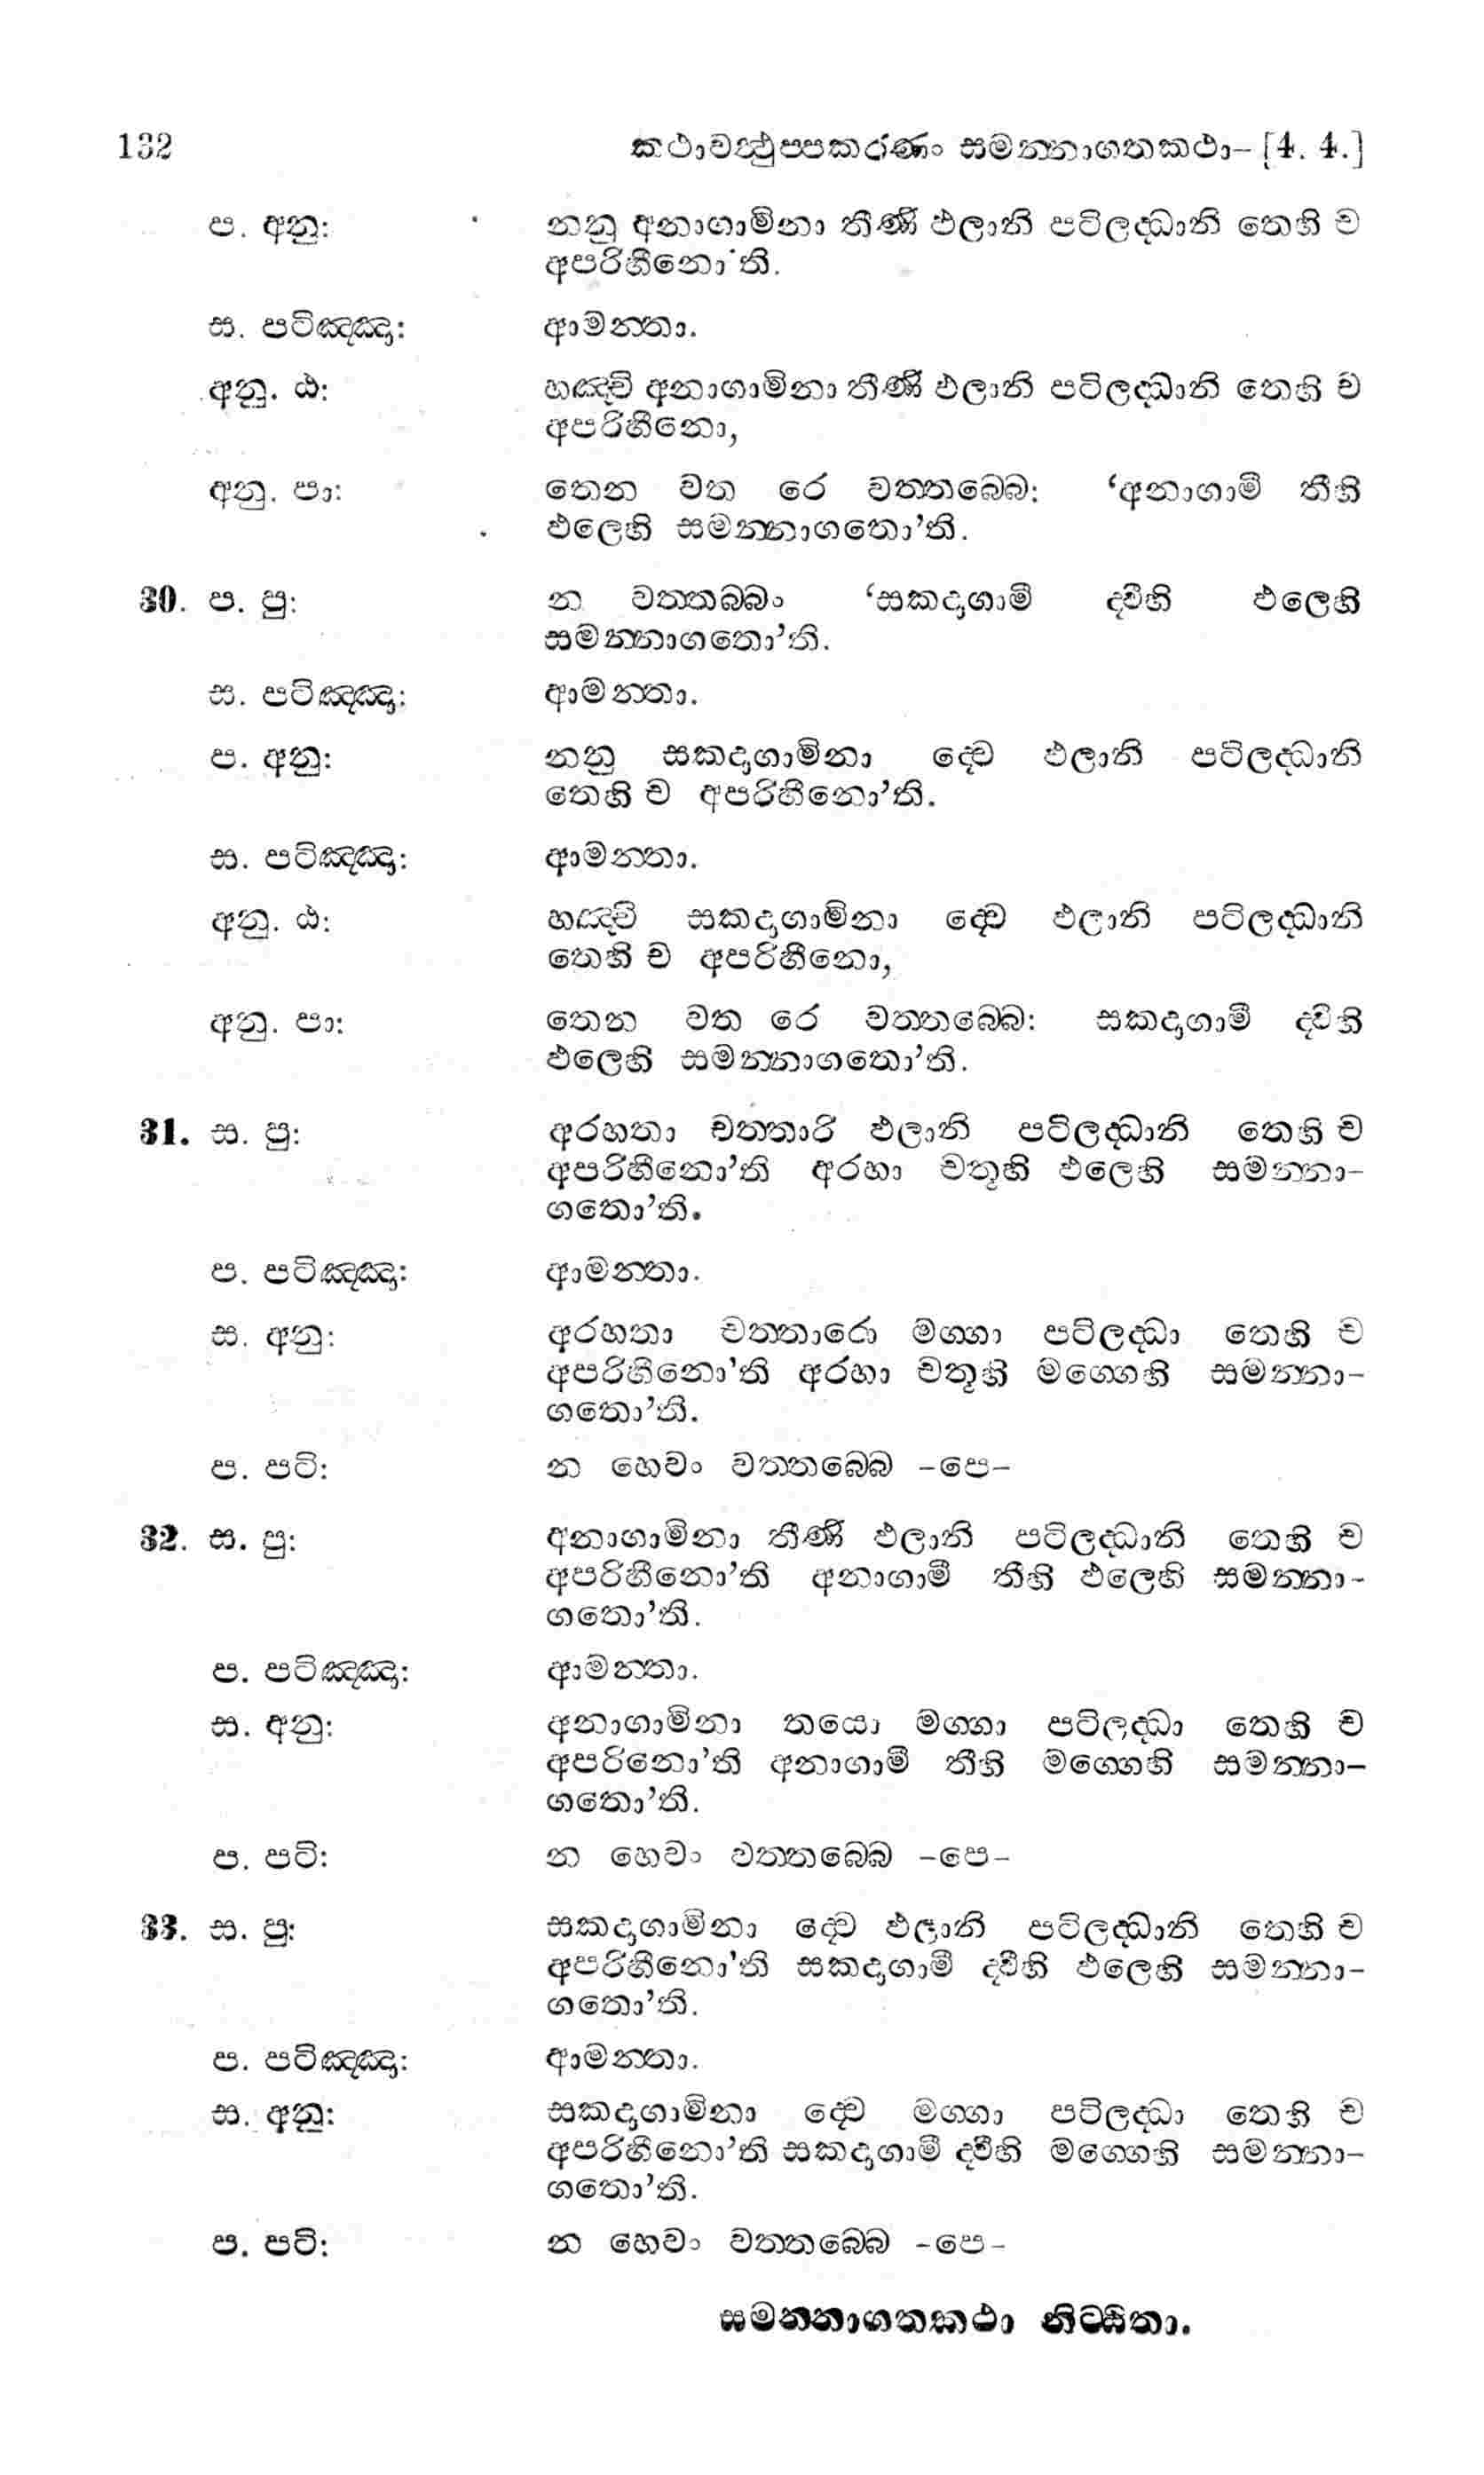 132 කථාවත්‍ථුප්පකරණං සමන්නාගතකථා– [4. 4.]
ප. අනු: නනු අනාගාමිනා තීණි ඵලානි පටිලද්ධානි තෙහි ච
අපරිහීනො'ති.
ස. පටිඤ්ඤා: ආමන්තා.
අනු. ඨ: හඤ්චි අනාගාමිනා තීණි ඵලානි පටිලද්ධානි තෙහි ච
අපරිහීනො,
අනු. පා: තෙන වත රෙ වත්තබ්බෙ: ‘අනාගාමී තීහි
ඵලෙහි සමන්නාගතො’ති.
30. ප. පු: න වත්තබ්බං ‘සකදාගාමී ද්වීහි ඵලෙහි
සමන්නාගතො’ති.
ස. පටිඤ්ඤා: ආමන්තා.
ප. අනු: නනු සකදාගාමිනා ද්වෙ ඵලානි පටිලද්ධානි
තෙහි ච අපරිහීනො’ති.
ස. පටිඤ්ඤා: ආමන්තා.
අනු. ඨ: හඤ්චි සකදාගාමිනා ද්වෙ ඵලානි පටිලද්ධානි
තෙහි ච අපරිහීනො,
අනු. පා: තෙන වත රෙ වත්තබ්බෙ: සකදාගාමී ද්වීහි
ඵලෙහි සමන්නාගතො’ති.
31. ස. පු: අරහතා චත්තාරි ඵලානි පටිලද්ධානි තෙහි ච
අපරිහීනො’ති අරහා චතූහි ඵලෙහි සමන්නා-
ගතො’ති.
ප. පටිඤ්ඤා: ආමන්තා.
ස. අනු: අරහතා චත්තාරො මග්ගා පටිලද්ධා තෙහි ච
අපරිහීනො’ති අරහා චතූහි මග්ගෙහි සමන්නා-
ගතො’ති.
ප. පටි: න හෙවං වත්තබ්බෙ –පෙ–
32. ස. පු: අනාගාමිනා තීණි ඵලානි පටිලද්ධානි තෙහි ච
අපරිහීනො’ති අනාගාමී තීහි ඵලෙහි සමන්නා-
ගතො’ති.
ප. පටිඤ්ඤා: ආමන්තා.
ස. අනු: අනාගාමිනා තයො මග්ගා පටිලද්ධා තෙහි ච
අපරිනො’ති අනාගාමී තීහි මග්ගෙහි සමන්නා–
ගතො’ති.
ප. පටි: න හෙවං වත්තබ්බෙ –පෙ–
33. ස. පු: සකදාගාමිනා ද්වෙ ඵලානි පටිලද්ධානි තෙහි ච
අපරිහීනො’ති සකදාගාමී ද්වීහි ඵලෙහි සමන්නා-
ගතො’ති.
ප. පටිඤ්ඤා: ආමන්තා.
ස. අනු: සකදාගාමිනා ද්වෙ මග්ගා පටිලද්ධා තෙහි ච
අපරිහීනො’ති සකදාගාමී ද්වීහි මග්ගෙහි සමන්නා–
ගතො’ති.
ප. පටි: න හෙවං වත්තබ්බෙ –පෙ–
සමන්නාගතකථා නිට්ඨිතා.